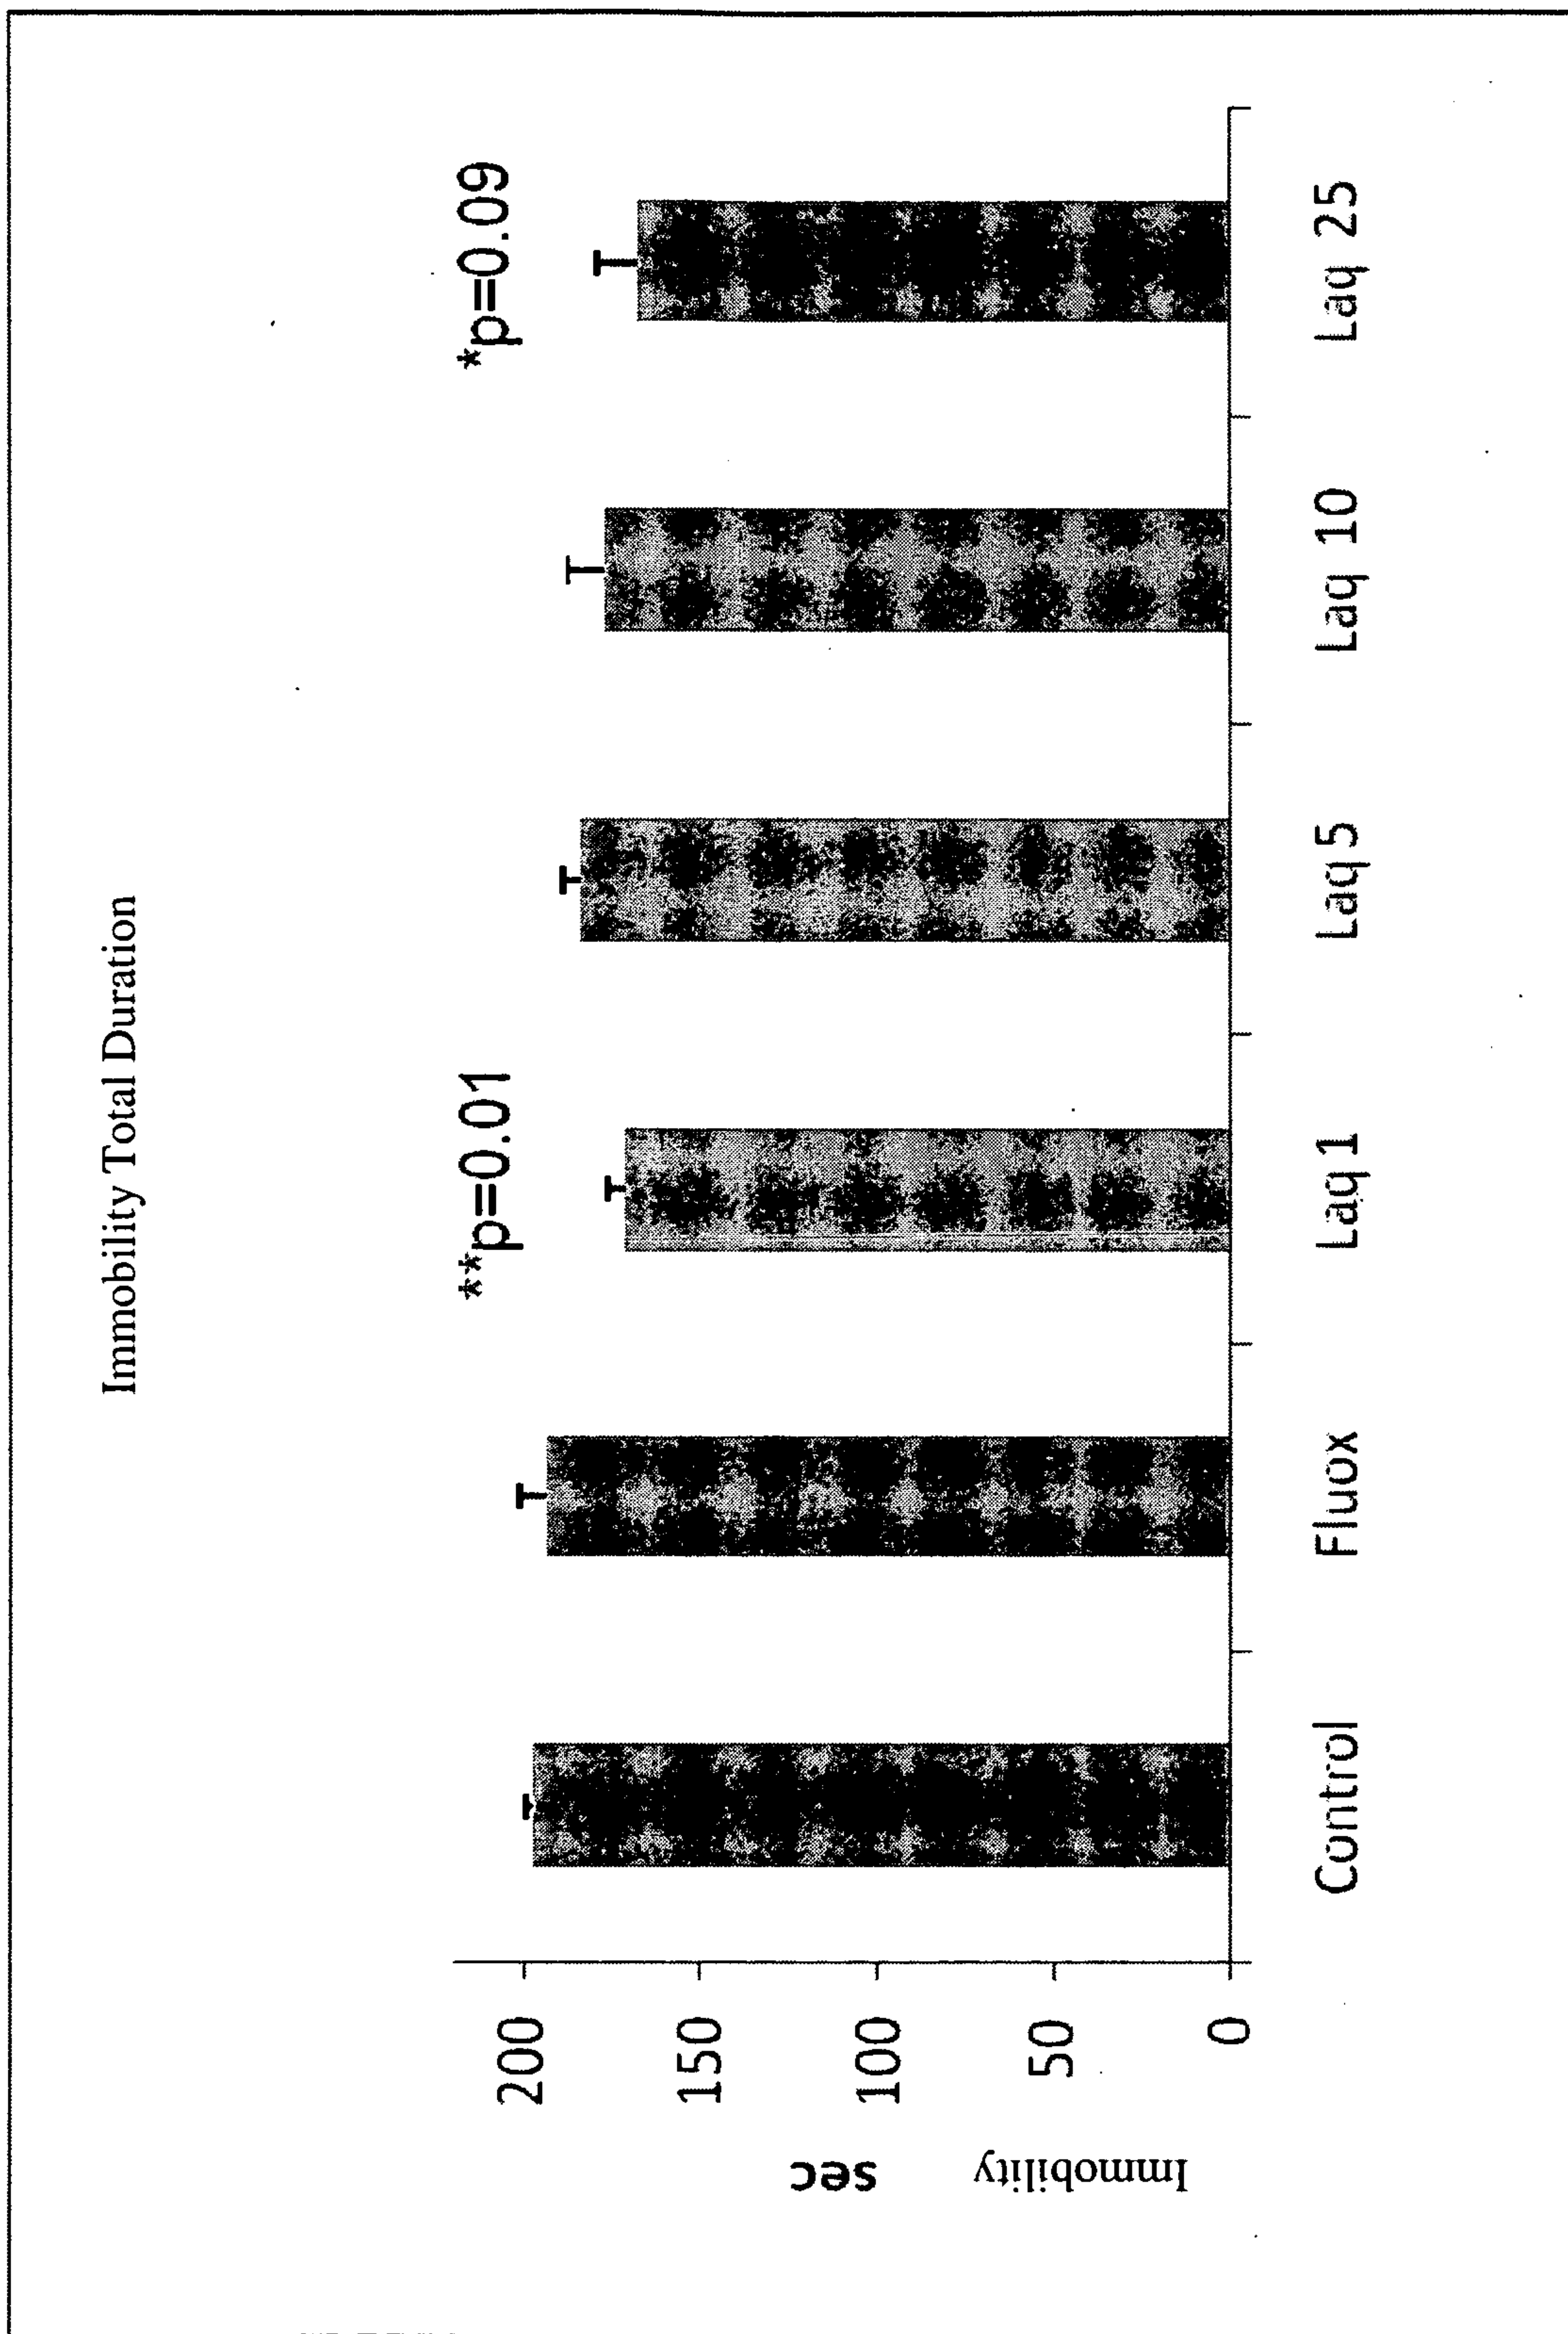 Immobility Total Duration
**p=0.01
*p=0.09
200
150
100
50
0
sec
Immobility
Control
Fluox
Laq 1
Laq 5
Laq 10
Laq 25